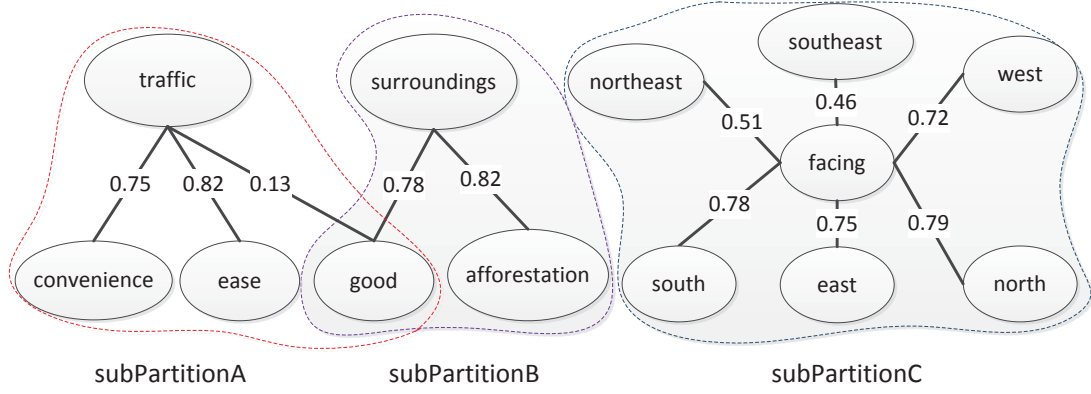 traffic
surroundings
northeast
southeast
west
0.75
0.82
0.13
0.78
0.82
0.51
0.46
0.72
facing
0.78
0.75
0.79
convenience
ease
good
afforestation
south
east
north
subPartitionA
subPartitionB
subPartitionC